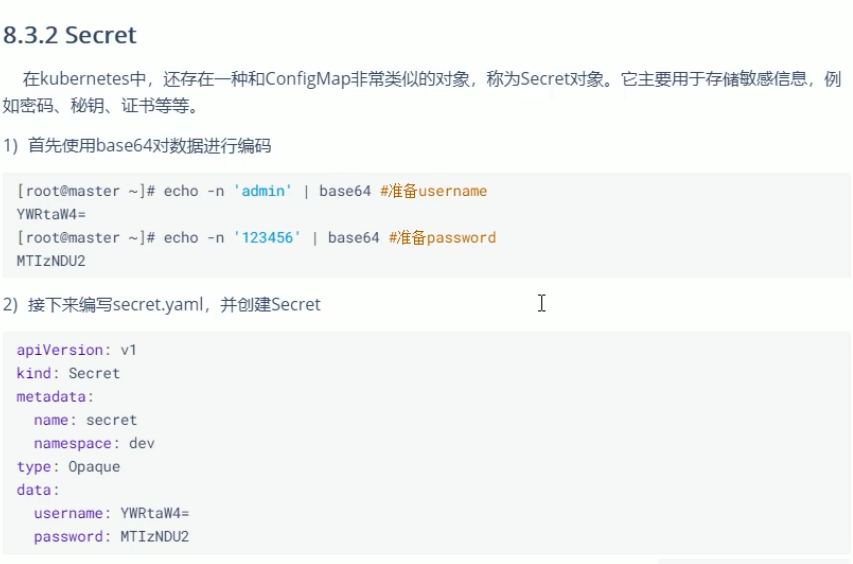 8.3.2 Secret
在kubernetes中，还存在一种和ConfigMap非常类似的对象，称为Secret对象。它主要用于存储敏感信息，例
如密码、秘钥、证书等等。
1) 首先使用base64对数据进行编码
[root@master ~]# echo -n 'admin' | base64 #准备username
YWRtaW4=
[root@master ~]# echo -n '123456' | base64 #准备password
MTIzNDU2
2) 接下来编写secret.yaml，并创建Secret
apiVersion: v1
kind: Secret
metadata:
  name: secret
  namespace: dev
type: Opaque
data:
  username: YWRtaW4=
  password: MTIzNDU2